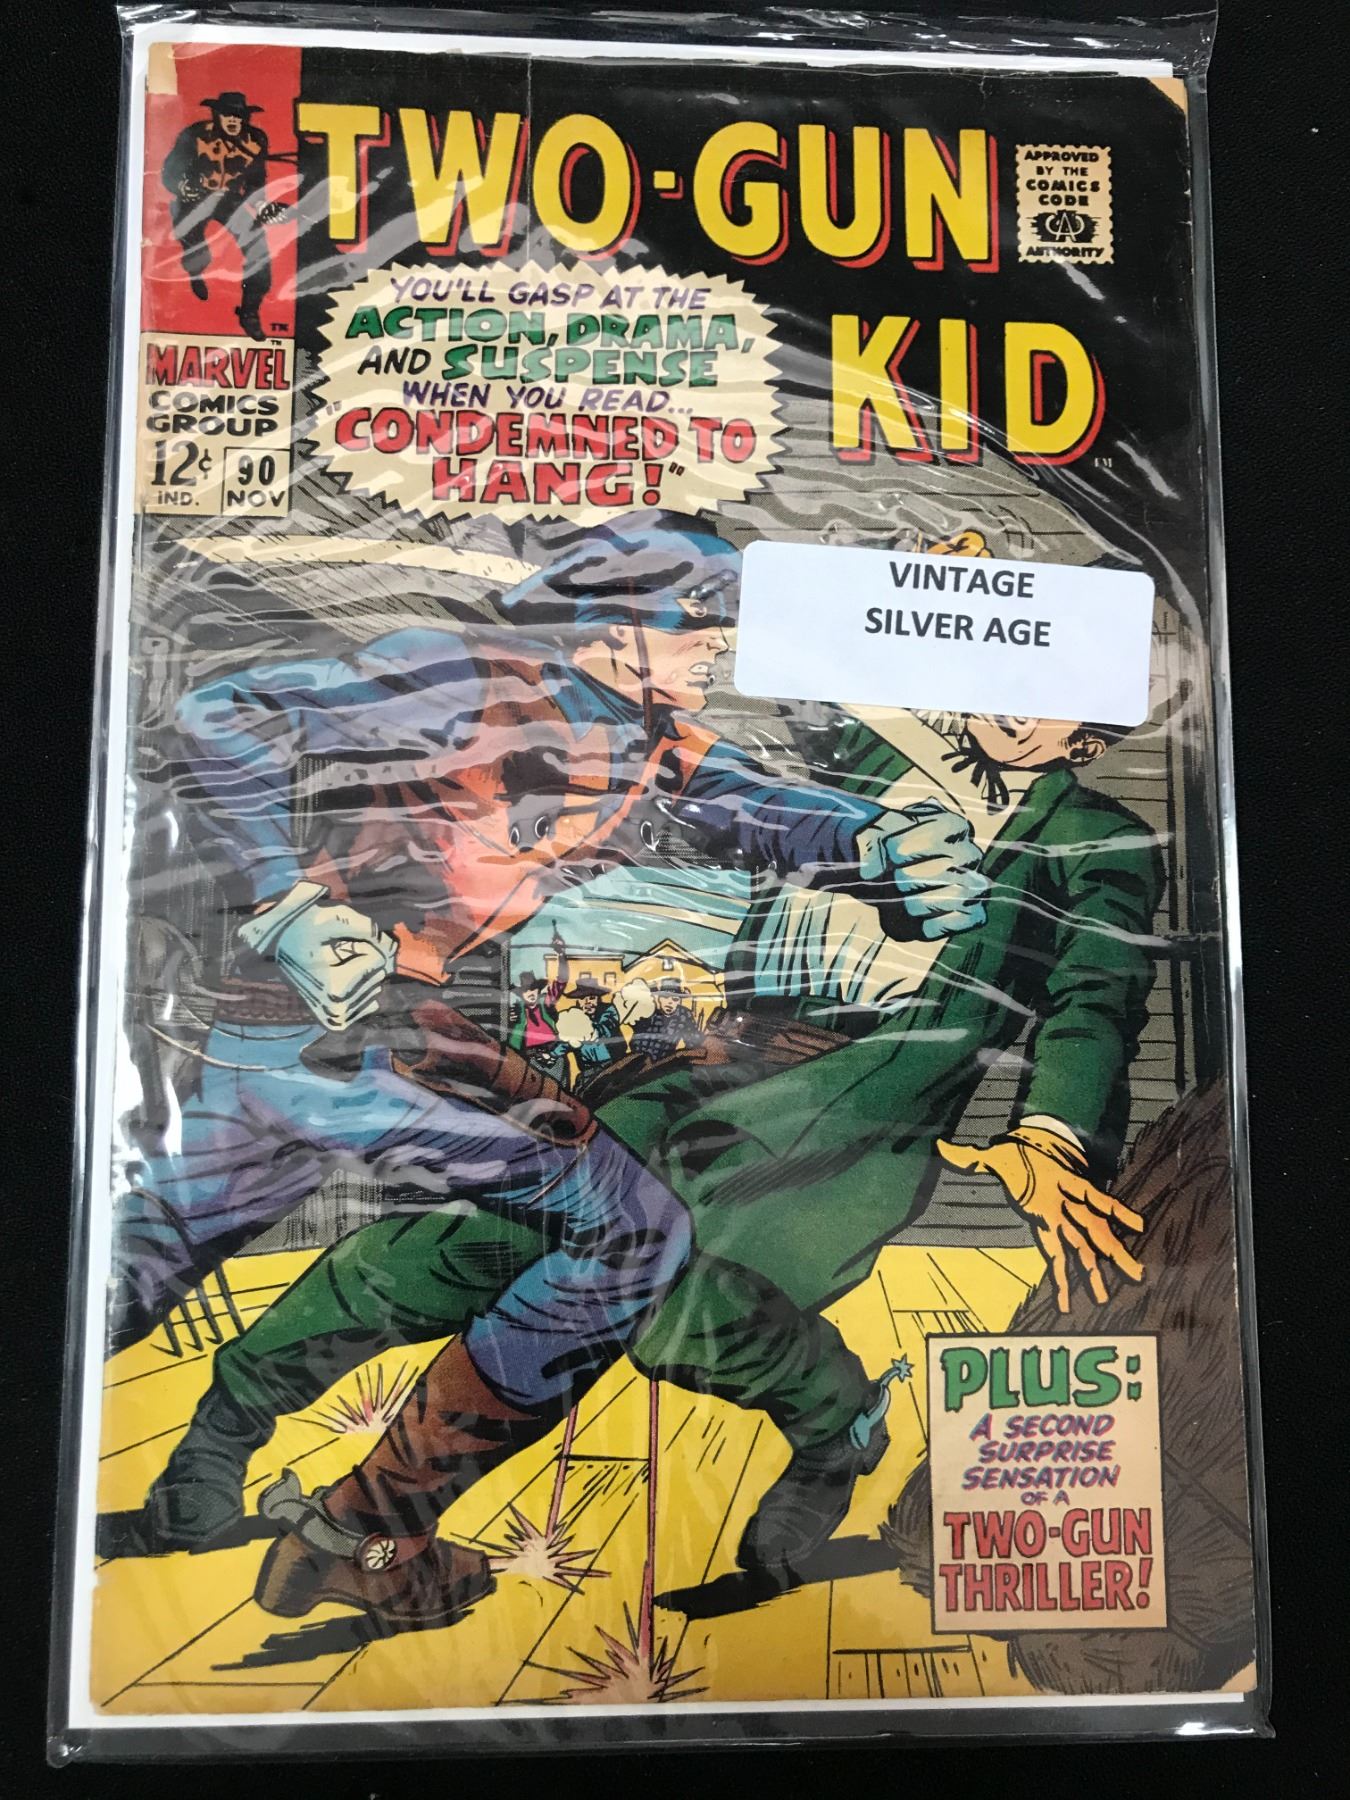 TWO-GUN
KID
TM
APPROVED
BY THE
COMICS
CODE
CA
AUTHORITY
TM
MARVEL
COMICS
GROUP
12¢
IND.
90
NOV
YOU'LL GASP AT THE
ACTION, DRAMA,
AND SUSPENSE
WHEN YOU READ...
"CONDEMNED TO
HANG!"
VINTAGE
SILVER AGE
PLUS:
A SECOND
SURPRISE
SENSATION
OF A
TWO-GUN
THRILLER!